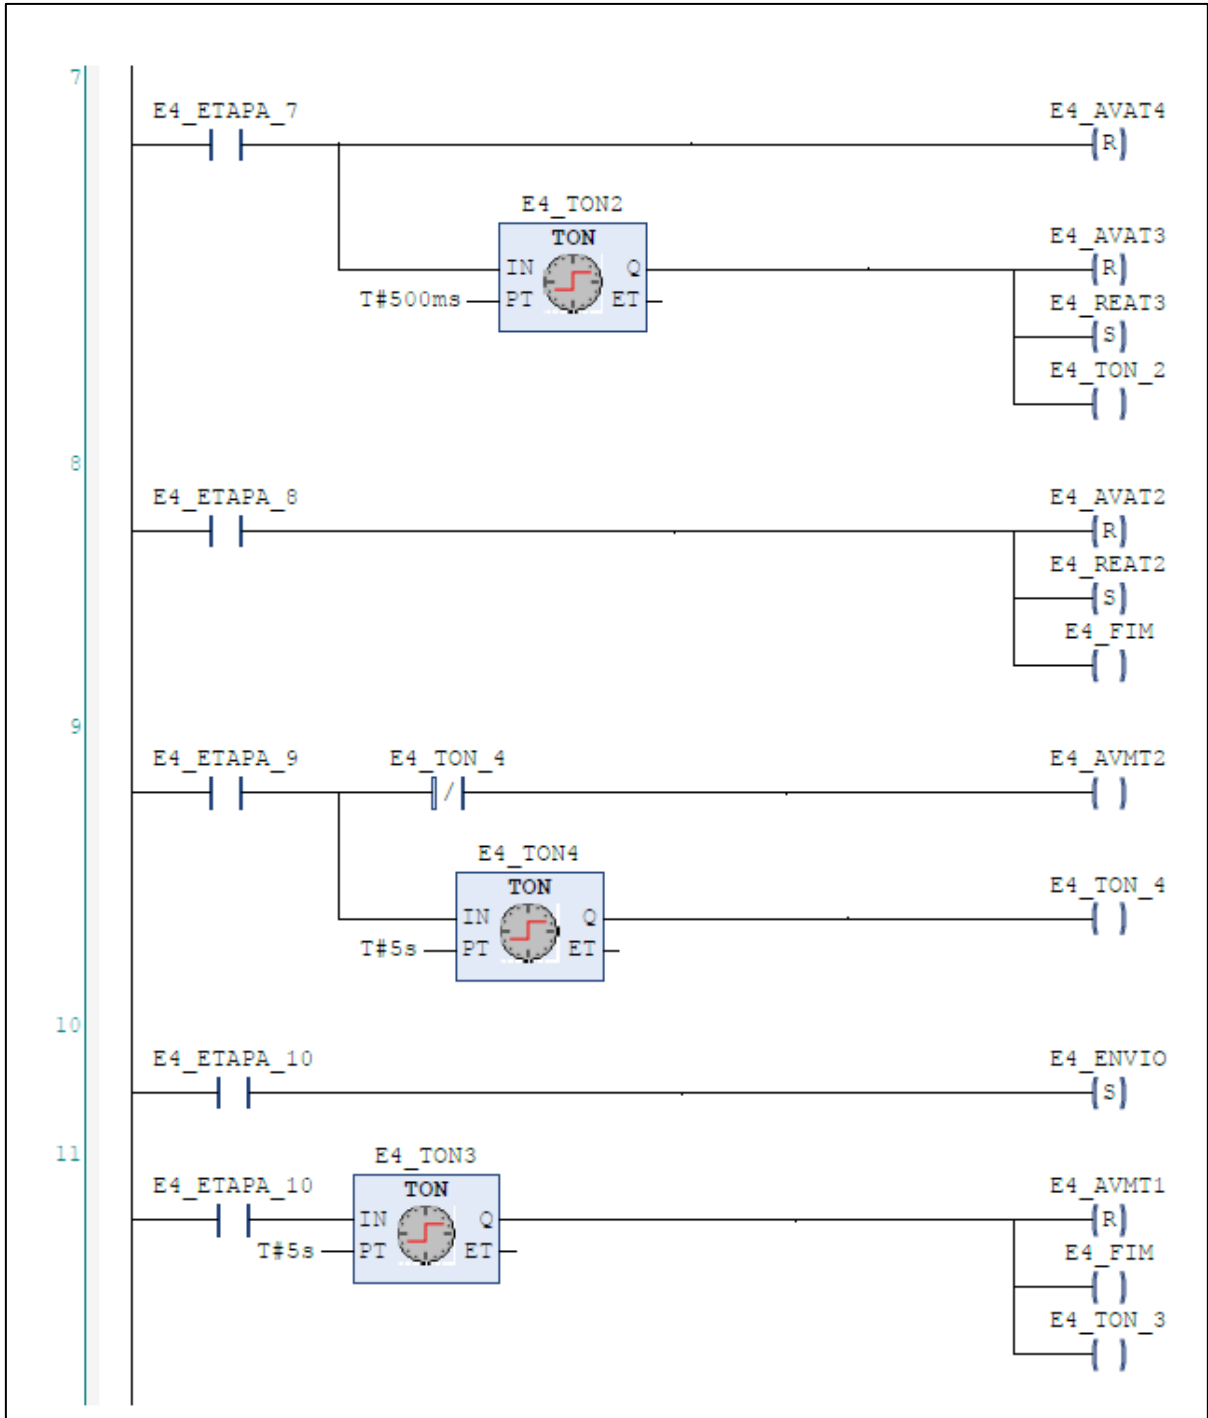 7
E4_ETAPA_7 E4_AVAT4
(R)
E4_TON2
TON E4_AVAT3
IN Q (R)
T#500ms PT ET E4_REAT3
(S)
E4_TON_2
( )
8
E4_ETAPA_8 E4_AVAT2
(R)
E4_REAT2
(S)
E4_FIM
( )
9
E4_ETAPA_9 E4_TON_4 E4_AVMT2
/ ( )
E4_TON4
TON E4_TON_4
IN Q ( )
T#5s PT ET
10
E4_ETAPA_10 E4_ENVIO
(S)
11
E4_TON3
E4_ETAPA_10 TON E4_AVMT1
IN Q (R)
T#5s PT ET E4_FIM
( )
E4_TON_3
( )